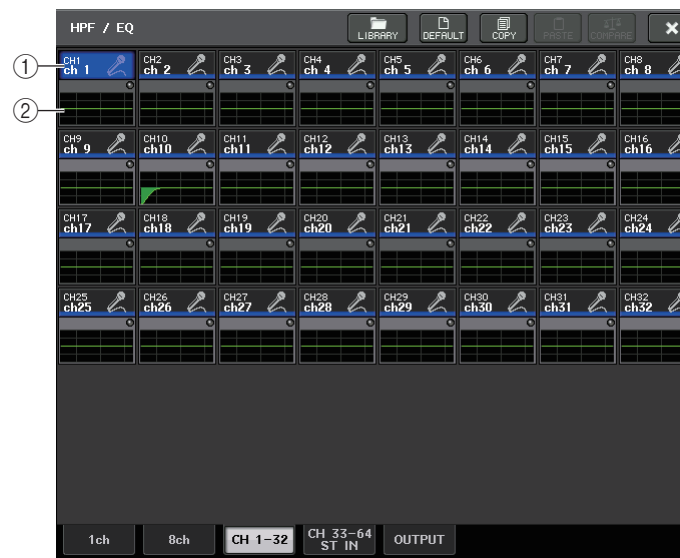 HPF / EQ
LIBRARY DEFAULT COPY PASTE COMPARE ×
1
CH1 CH2 CH3 CH4 CH5 CH6 CH7 CH8
ch 1 ch 2 ch 3 ch 4 ch 5 ch 6 ch 7 ch 8
2
CH9 CH10 CH11 CH12 CH13 CH14 CH15 CH16
ch 9 ch10 ch11 ch12 ch13 ch14 ch15 ch16
CH17 CH18 CH19 CH20 CH21 CH22 CH23 CH24
ch17 ch18 ch19 ch20 ch21 ch22 ch23 ch24
CH25 CH26 CH27 CH28 CH29 CH30 CH31 CH32
ch25 ch26 ch27 ch28 ch29 ch30 ch31 ch32
1ch 8ch CH 1-32 CH 33-64 ST IN OUTPUT